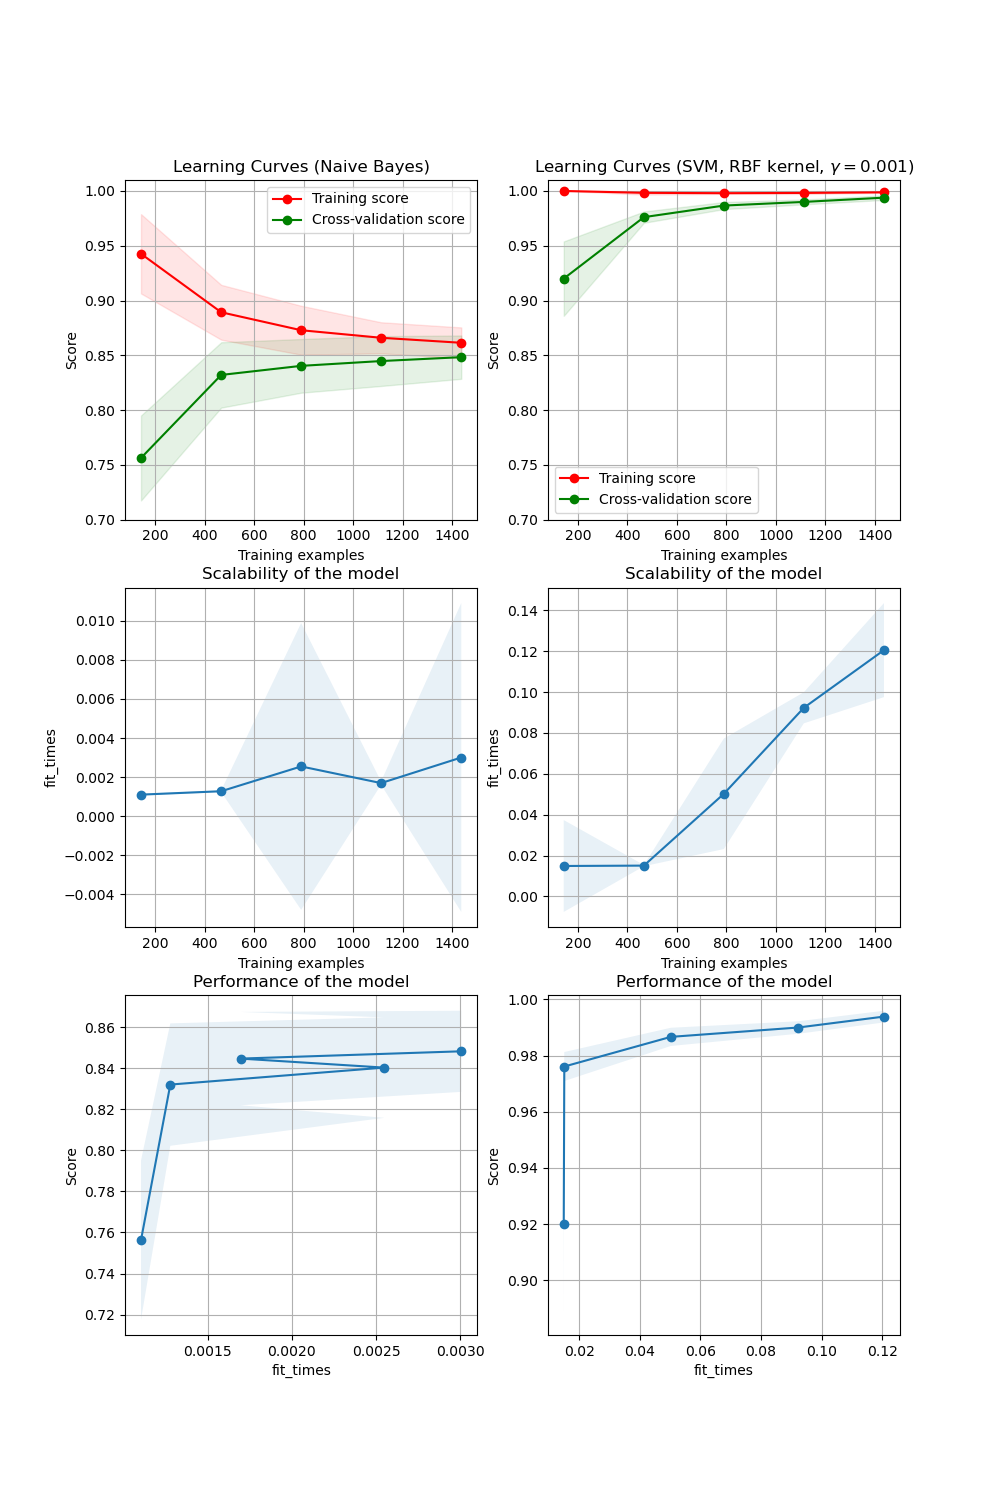 Learning Curves (Naive Bayes)
1.00
0.95
0.90
0.85
0.80
0.75
0.70
Score
Training score
Cross-validation score
200 400 600 800 1000 1200 1400
Training examples
Learning Curves (SVM, RBF kernel, γ = 0.001)
1.00
0.95
0.90
0.85
0.80
0.75
0.70
Score
Training score
Cross-validation score
200 400 600 800 1000 1200 1400
Training examples
Scalability of the model
0.010
0.008
0.006
0.004
0.002
0.000
−0.002
−0.004
fit_times
200 400 600 800 1000 1200 1400
Training examples
Scalability of the model
0.14
0.12
0.10
0.08
0.06
0.04
0.02
0.00
fit_times
200 400 600 800 1000 1200 1400
Training examples
Performance of the model
0.86
0.84
0.82
0.80
0.78
0.76
0.74
0.72
Score
0.0015 0.0020 0.0025 0.0030
fit_times
Performance of the model
1.00
0.98
0.96
0.94
0.92
0.90
Score
0.02 0.04 0.06 0.08 0.10 0.12
fit_times